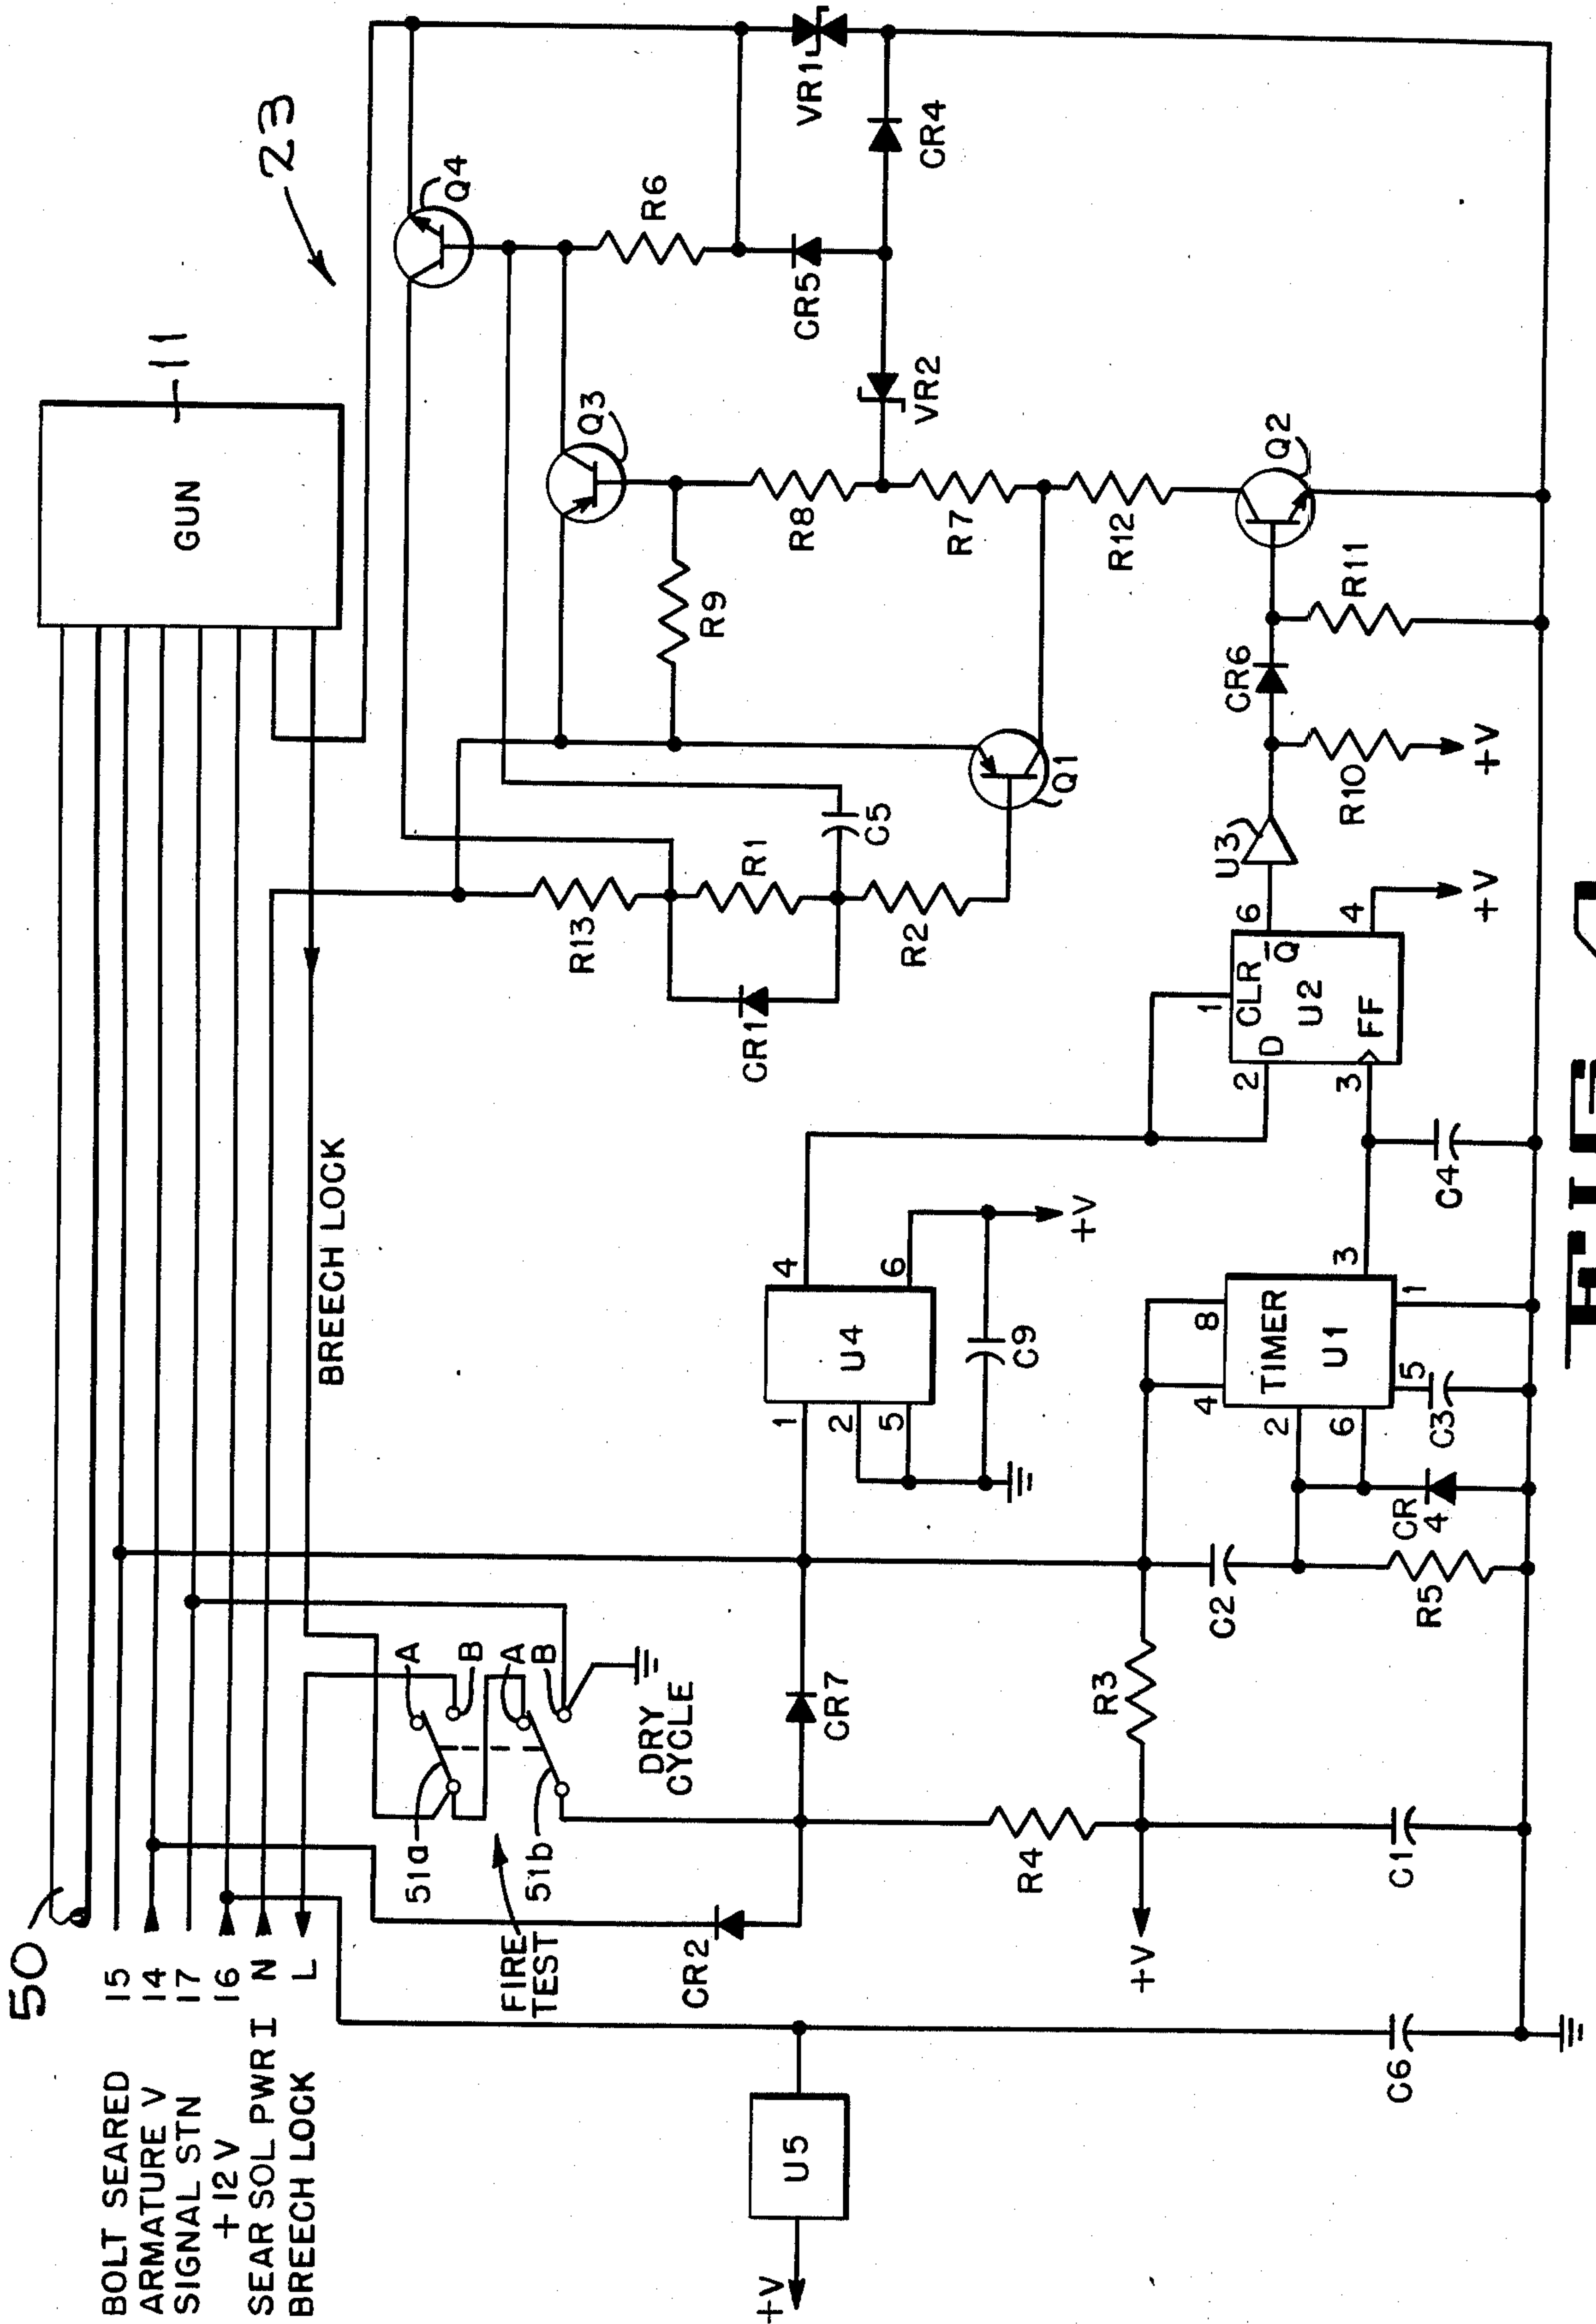 50
BOLT SEARED 15
ARMATURE V 14
SIGNAL STN 17
+12 V 16
SEAR SOL PWR I N
BREECH LOCK L
GUN
11
23
BREECH LOCK
A
B
A
B
51a
51b
FIRE
TEST
DRY
CYCLE
CR2
CR7
U5
+V
C6
R4
+V
C1
R3
C2
R5
CR
4
U4
1
2
5
4
6
C9
+V
TIMER
U1
4
8
2
6
5
3
1
C3
C4
CLR
D
Q̄
U2
FF
1
2
3
6
4
+V
U3
R10
+V
CR6
R11
Q2
R12
R7
R8
R9
Q1
Q3
Q4
R13
R1
R2
CR1
C5
R6
CR5
VR1
CR4
VR2